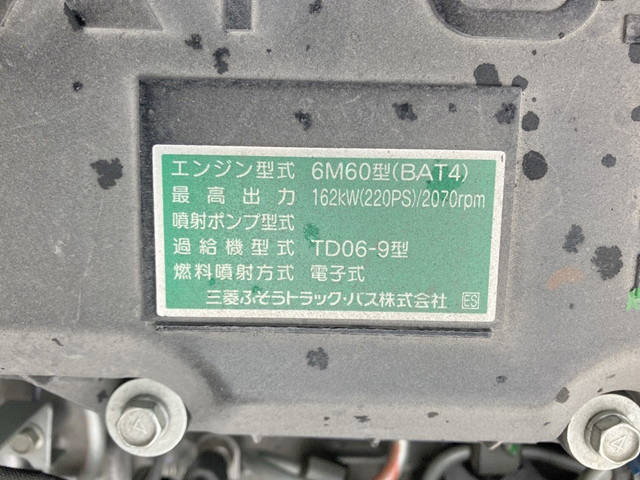 エンジン型式 6M60型(BAT4)
最高出力 162kW(220PS)/2070rpm
噴射ポンプ型式
過給機型式 TD06-9型
燃料噴射方式 電子式
三菱ふそうトラック・バス株式会社 ES
4
4